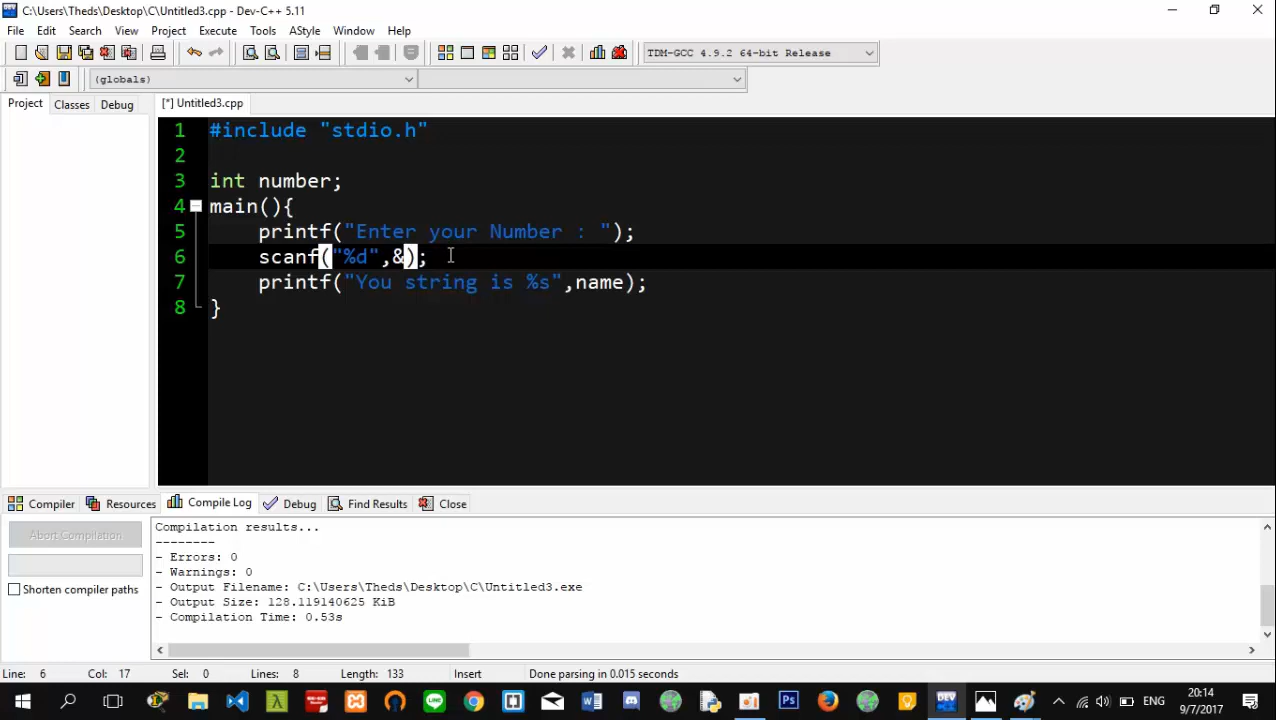 C:\Users\Theds\Desktop\C\Untitled3.cpp - Dev-C++ 5.11
File Edit Search View Project Execute Tools AStyle Window Help
TDM-GCC 4.9.2 64-bit Release
(globals)
Project Classes Debug [*] Untitled3.cpp
1 #include "stdio.h"
2
3 int number;
4 main(){
5 printf("Enter your Number : ");
6 scanf("%d",&);
7 printf("You string is %s",name);
8 }
Compiler Resources Compile Log Debug Find Results Close
Abort Compilation
Shorten compiler paths
Compilation results...
--------
- Errors: 0
- Warnings: 0
- Output Filename: C:\Users\Theds\Desktop\C\Untitled3.exe
- Output Size: 128.119140625 KiB
- Compilation Time: 0.53s
Line: 6 Col: 17 Sel: 0 Lines: 8 Length: 133 Insert Done parsing in 0.015 seconds
LINE Ps DEV ENG 20:14
9/7/2017